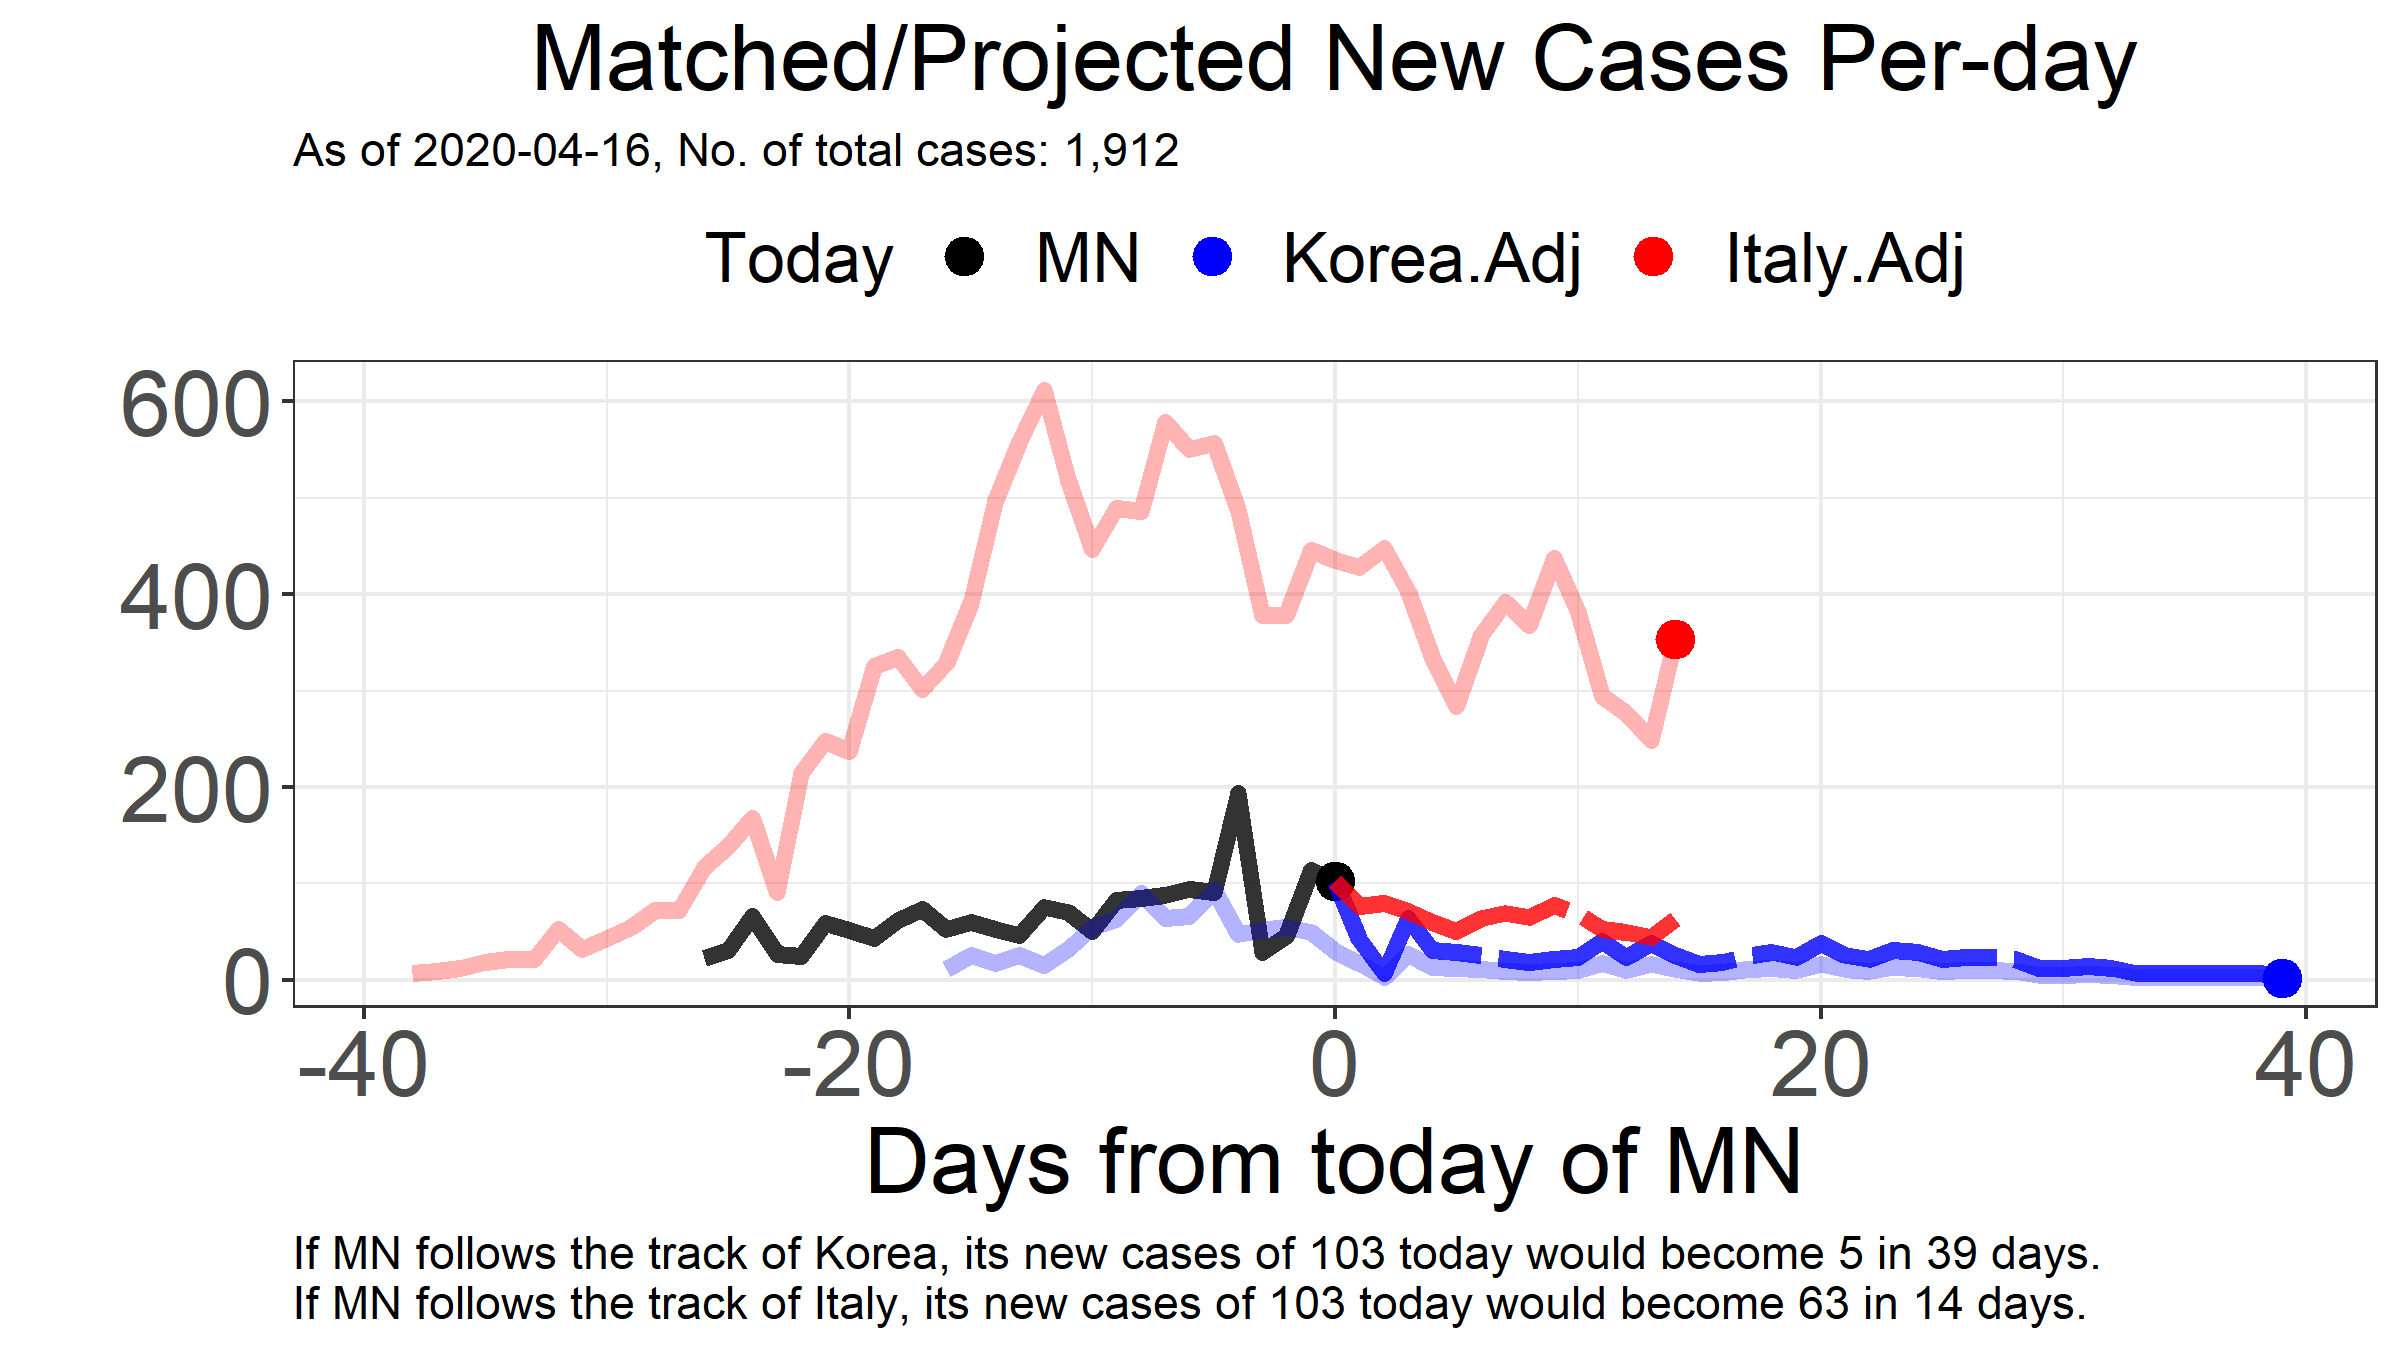 Matched/Projected New Cases Per-day
As of 2020-04-16, No. of total cases: 1,912
Today MN Korea.Adj Italy.Adj
600
400
200
0
-40 -20 0 20 40
Days from today of MN
If MN follows the track of Korea, its new cases of 103 today would become 5 in 39 days.
If MN follows the track of Italy, its new cases of 103 today would become 63 in 14 days.